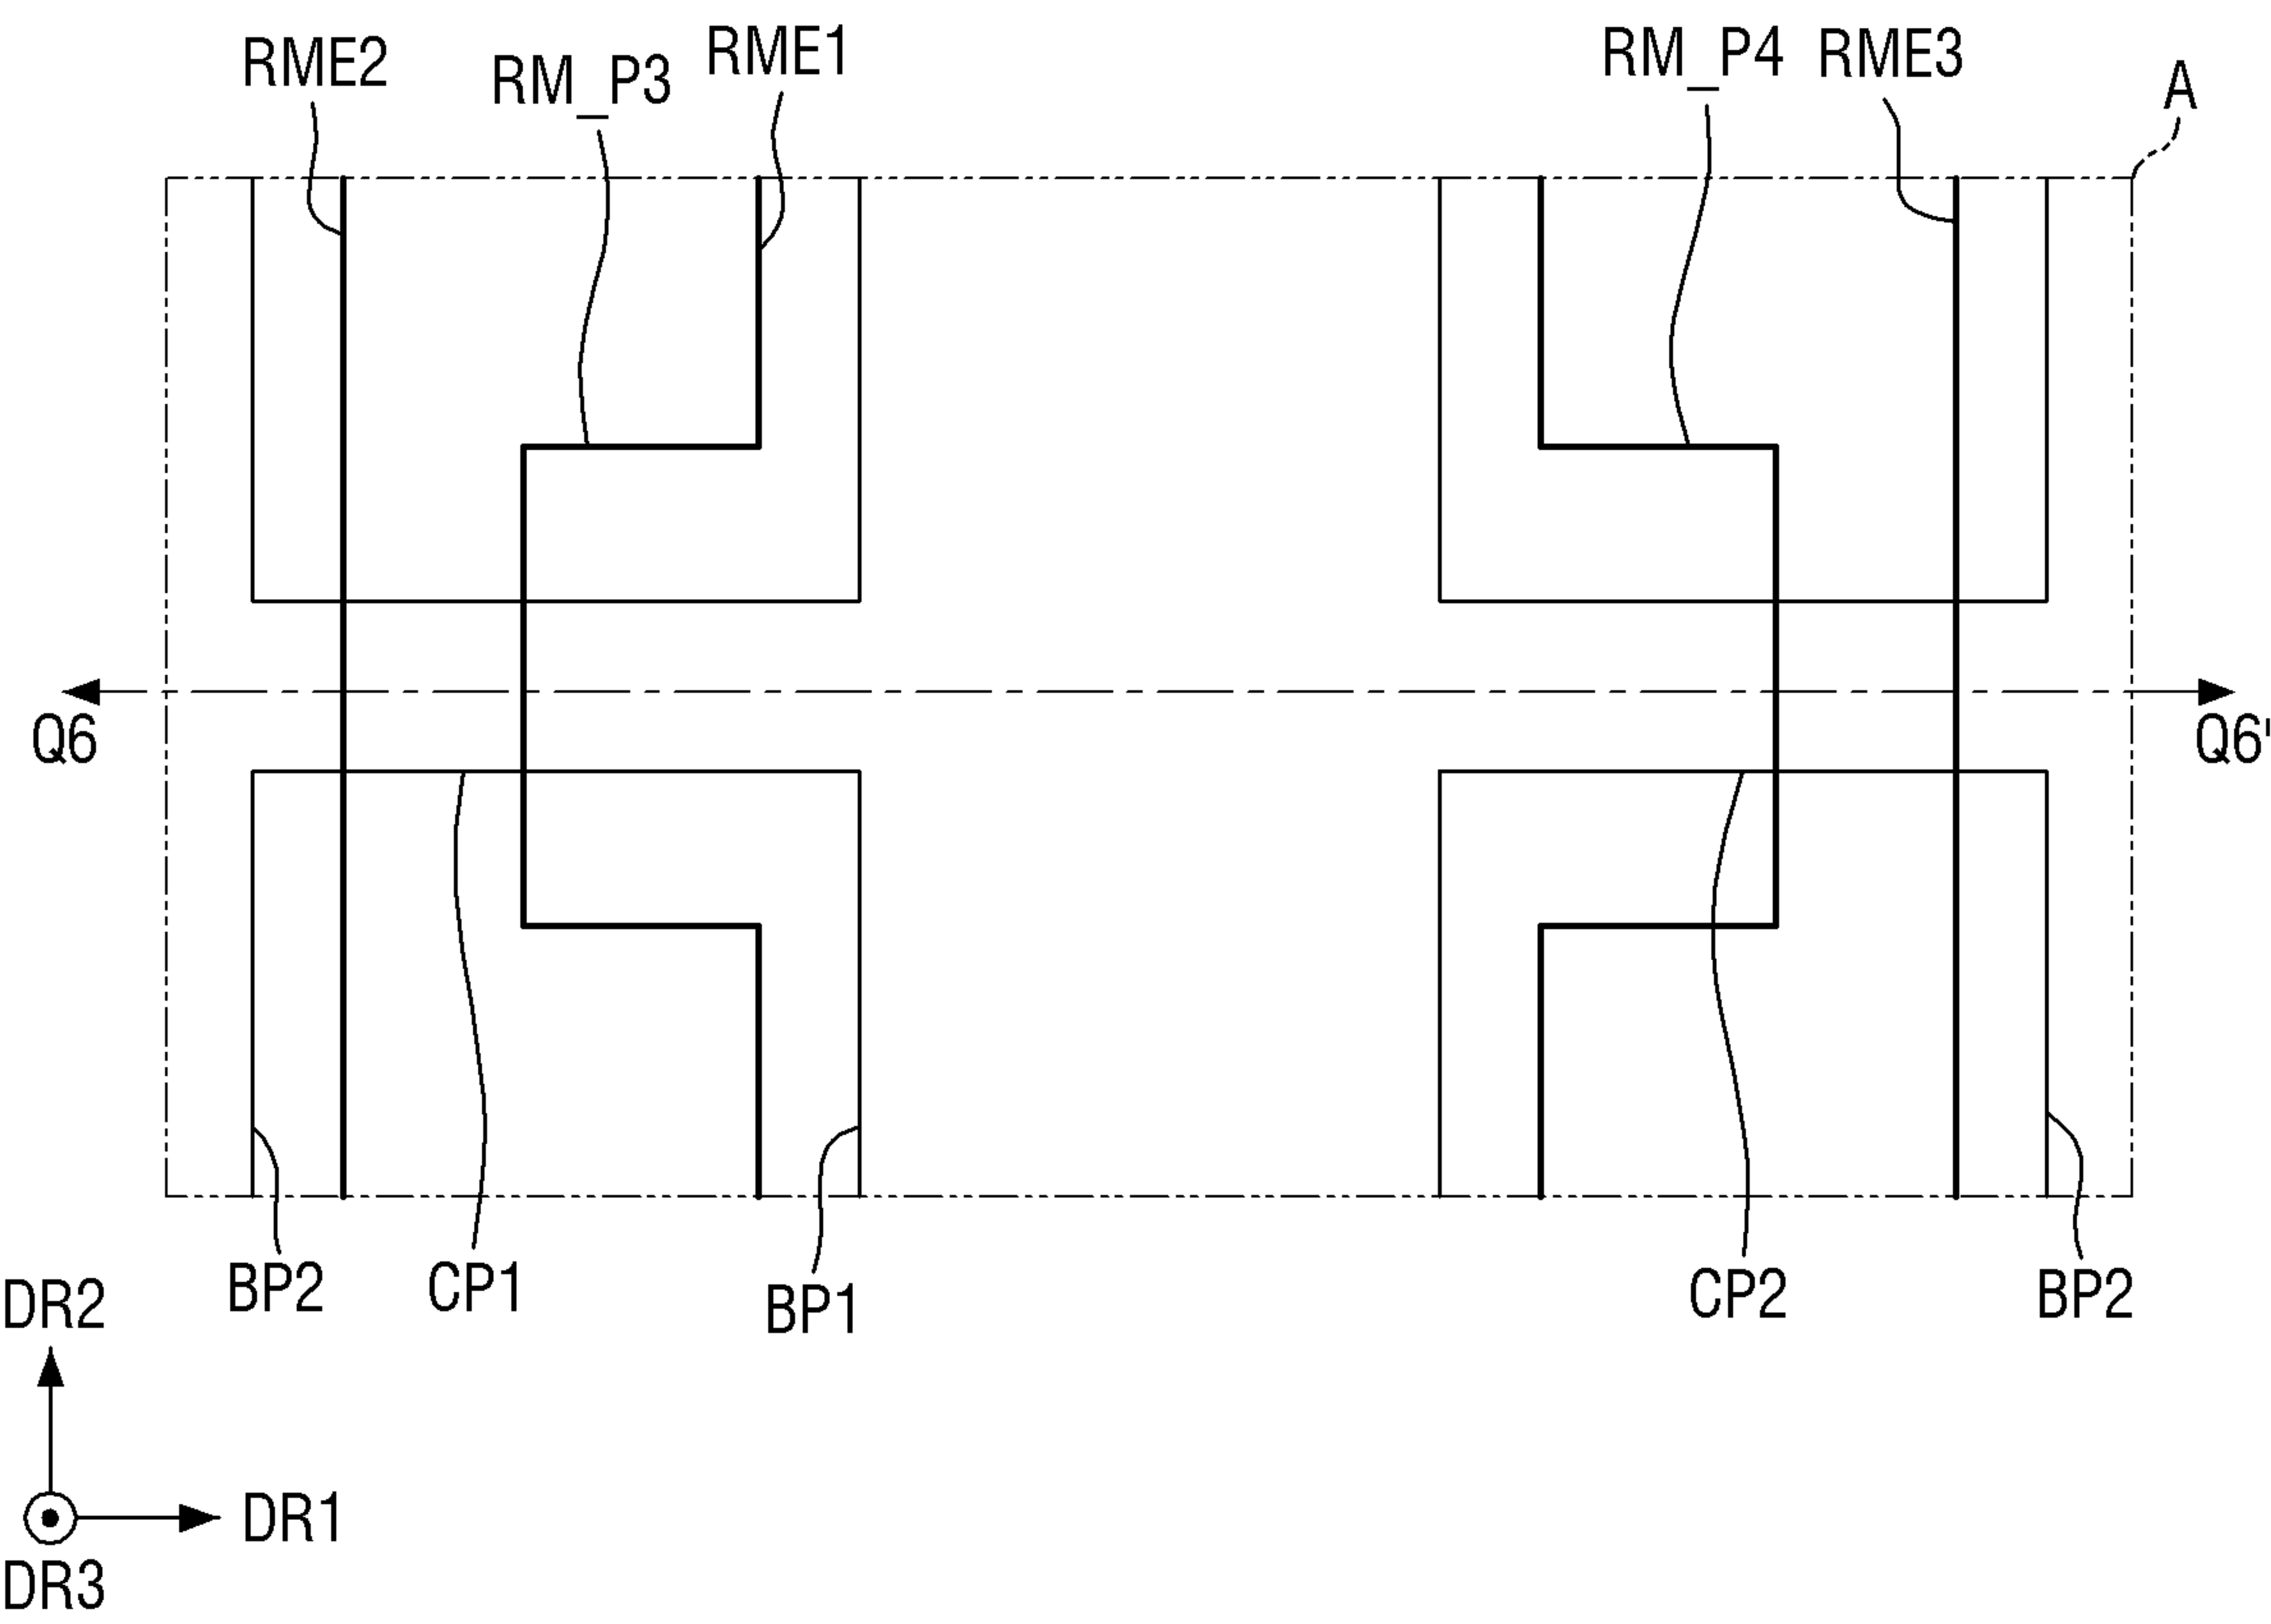 RME2
RM_P3
RME1
RM_P4
RME3
A
Q6
Q6'
BP2
CP1
BP1
CP2
BP2
DR2
DR1
DR3